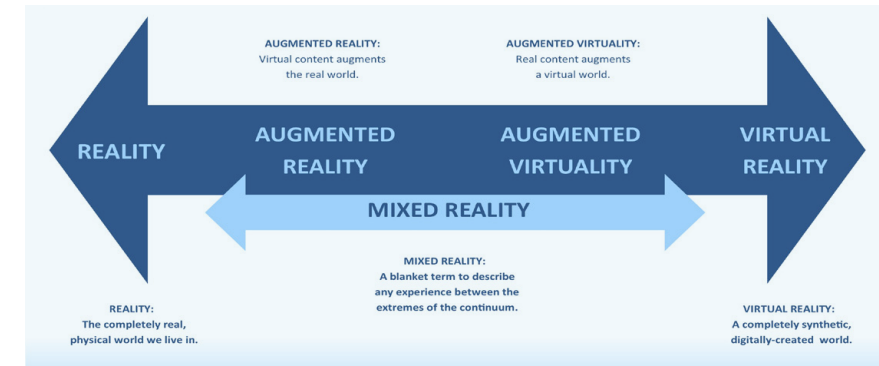 AUGMENTED REALITY:
Virtual content augments
the real world.
AUGMENTED VIRTUALITY:
Real content augments
a virtual world.
REALITY
AUGMENTED
REALITY
AUGMENTED
VIRTUALITY
VIRTUAL
REALITY
MIXED REALITY
MIXED REALITY:
A blanket term to describe
any experience between the
extremes of the continuum.
REALITY:
The completely real,
physical world we live in.
VIRTUAL REALITY:
A completely synthetic,
digitally-created world.